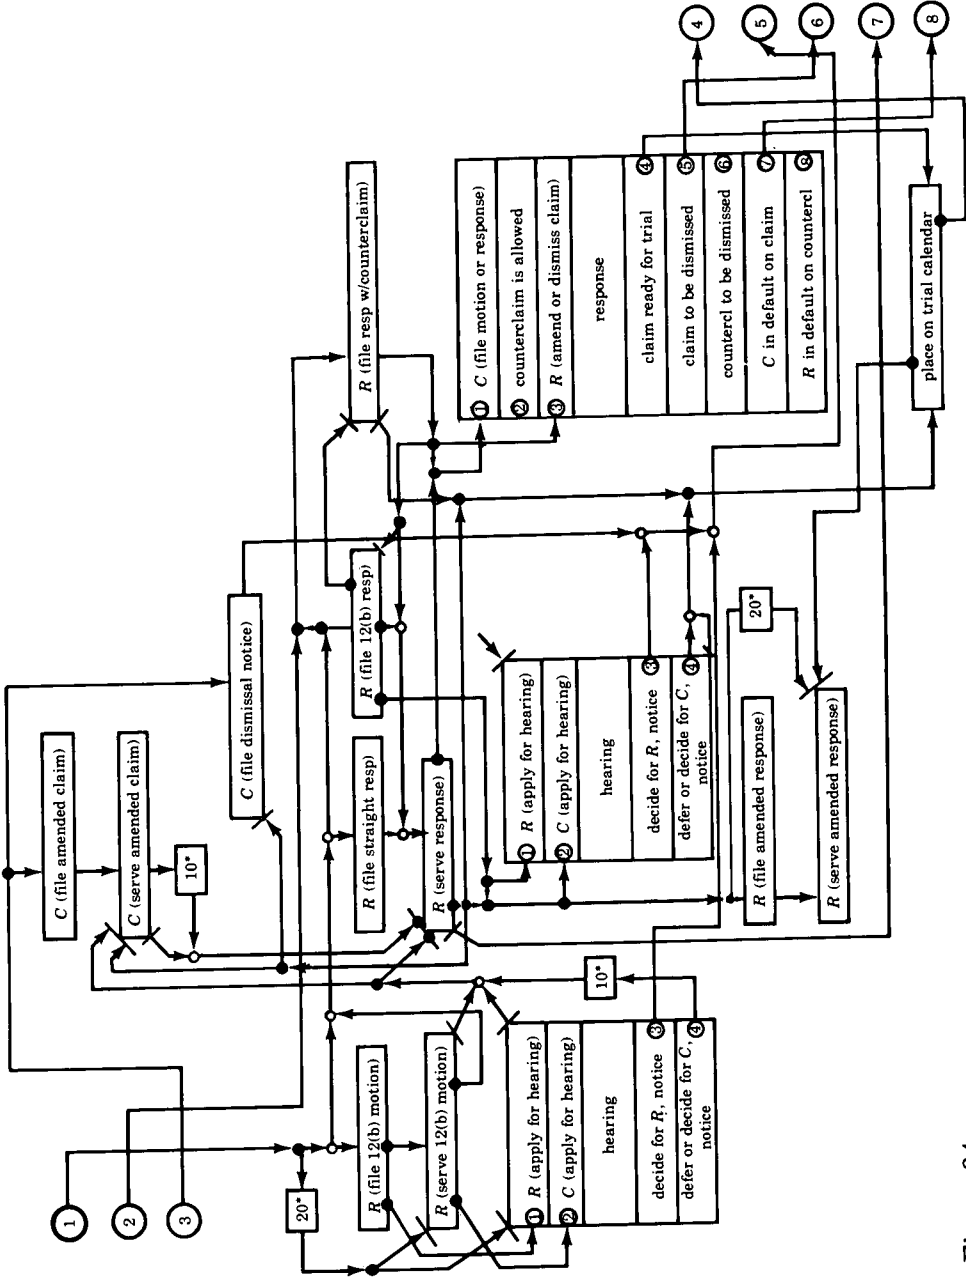 1
2
3
4
5
6
7
8
20*
R (file 12(b) motion)
R (serve 12(b) motion)
1 R (apply for hearing)
2 C (apply for hearing)
hearing
decide for R, notice 3
defer or decide for C, 4
notice
10*
C (file amended claim)
C (serve amended claim)
10*
C (file dismissal notice)
R (file straight resp)
R (serve response)
R (file 12(b) resp)
R (file resp w/counterclaim)
1 R (apply for hearing)
2 C (apply for hearing)
hearing
decide for R, notice 3
defer or decide for C, 4
notice
20*
R (file amended response)
R (serve amended response)
1 C (file motion or response)
2 counterclaim is allowed
3 R (amend or dismiss claim)
response
claim ready for trial 4
claim to be dismissed 5
countercl to be dismissed 6
C in default on claim 7
R in default on countercl 8
place on trial calendar